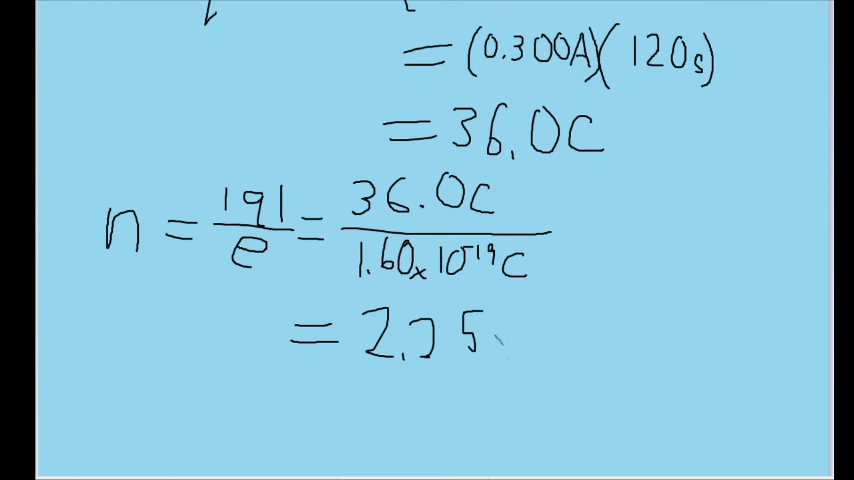 = (0.300A)(120s)
= 36.0C
n = |q|/e = 36.0C/1.60x10⁻¹⁹C
= 2.25